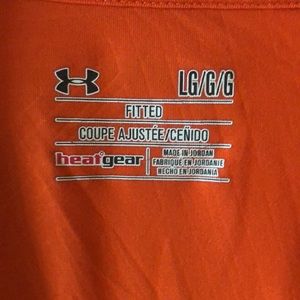 LG/G/G
FITTED
COUPE AJUSTÉE/CEÑIDO
heatgear
MADE IN JORDAN
FABRIQUÉ EN JORDANIE
HECHO EN JORDANIA